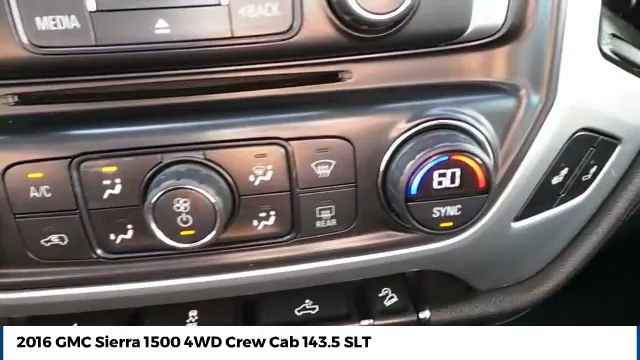 MEDIA
BACK
A/C
60
SYNC
REAR
2016 GMC Sierra 1500 4WD Crew Cab 143.5 SLT